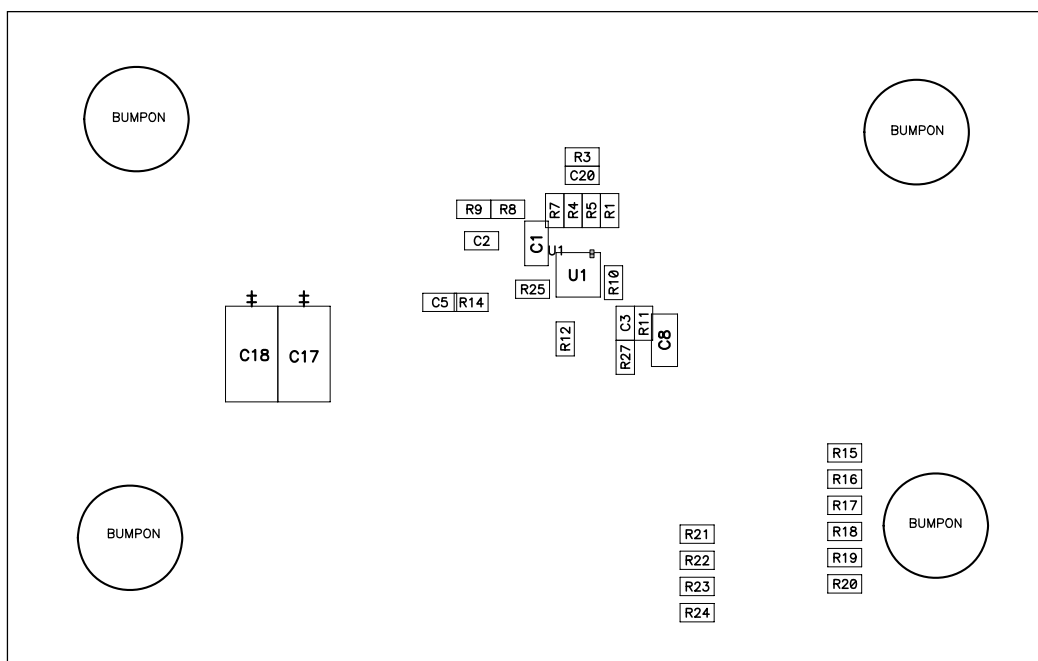 BUMPON
BUMPON
R3
C20
R9 R8 R7 R4 R5 R1
C2 C1 U1
U1
R25 R10
C5 R14
C18 C17 R12 C3 R11 C8
R27
R15
R16
R17
R18
R19
R20
BUMPON
BUMPON
R21
R22
R23
R24